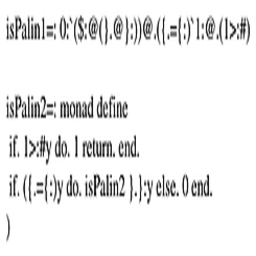 isPalin1=: 0:`($:@(}.@}:))@.({.={:)`1:@.(1>:#)
isPalin2=: monad define
if. 1>:#y do. 1 return. end.
if. ({.={:)y do. isPalin2 }.}:y else. 0 end.
)